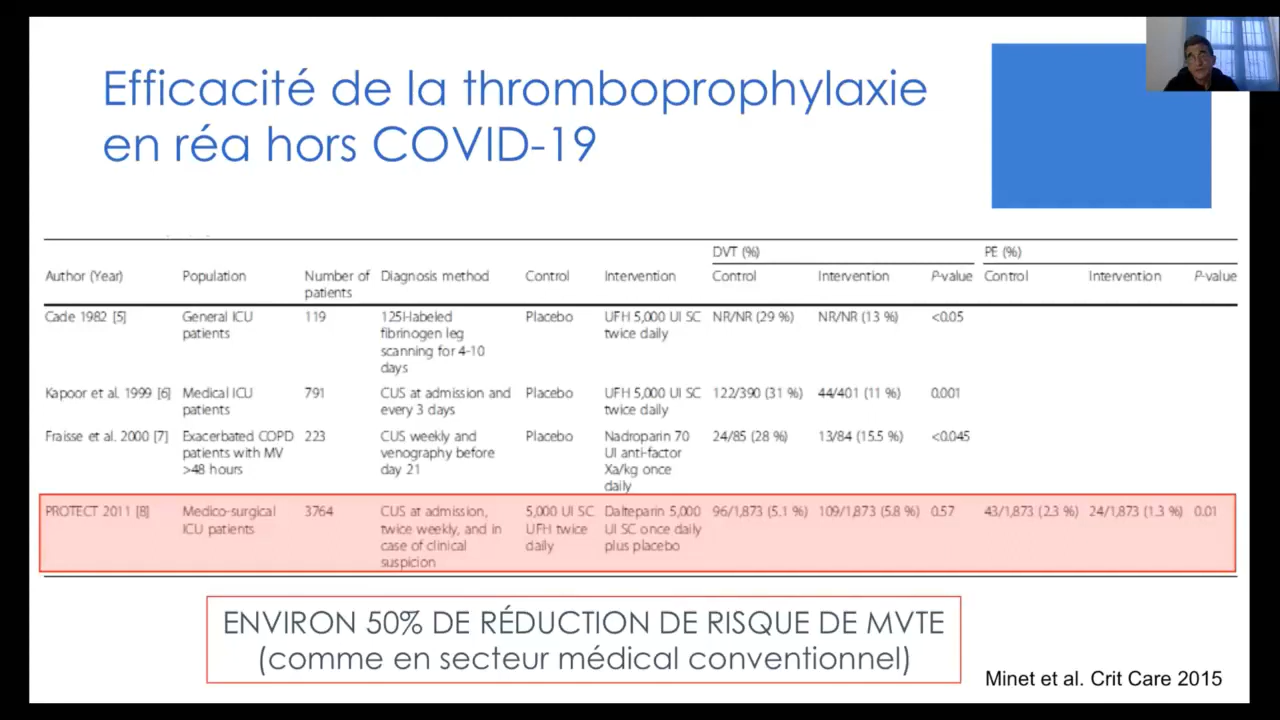 Efficacité de la thromboprophylaxie
en réa hors COVID-19
DVT (%) PE (%)
Author (Year) Population Number of patients Diagnosis method Control Intervention Control Intervention P-value Control Intervention P-value
Cade 1982 [5] General ICU patients 119 125I-labeled fibrinogen leg scanning for 4-10 days Placebo UFH 5,000 UI SC twice daily NR/NR (29 %) NR/NR (13 %) <0.05
Kapoor et al. 1999 [6] Medical ICU patients 791 CUS at admission and every 3 days Placebo UFH 5,000 UI SC twice daily 122/390 (31 %) 44/401 (11 %) 0.001
Fraisse et al. 2000 [7] Exacerbated COPD patients with MV >48 hours 223 CUS weekly and venography before day 21 Placebo Nadroparin 70 UI anti-factor Xa/kg once daily 24/85 (28 %) 13/84 (15.5 %) <0.045
PROTECT 2011 [8] Medico-surgical ICU patients 3764 CUS at admission, twice weekly, and in case of clinical suspicion 5,000 UI SC UFH twice daily Dalteparin 5,000 UI SC once daily plus placebo 96/1,873 (5.1 %) 109/1,873 (5.8 %) 0.57 43/1,873 (2.3 %) 24/1,873 (1.3 %) 0.01
ENVIRON 50% DE RÉDUCTION DE RISQUE DE MVTE
(comme en secteur médical conventionnel)
Minet et al. Crit Care 2015